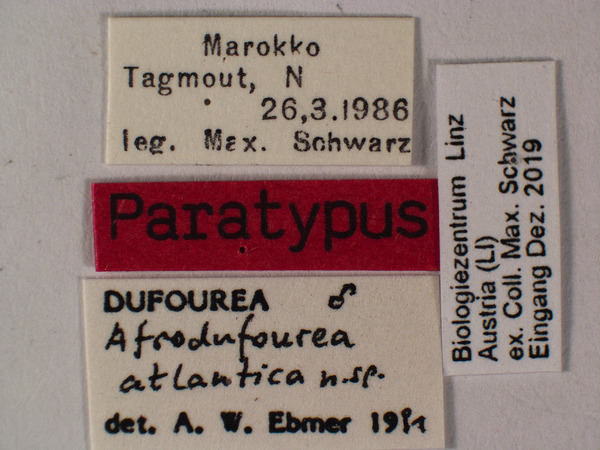 Marokko
Tagmout, N
26,3.1986
leg. Max. Schwarz
Paratypus
DUFOUREA ♂
Afrodufourea
atlantica n.sp.
det. A. W. Ebmer
Biologiezentrum Linz
Austria (LI)
ex. Coll. Max. Schwarz
Eingang Dez. 2019